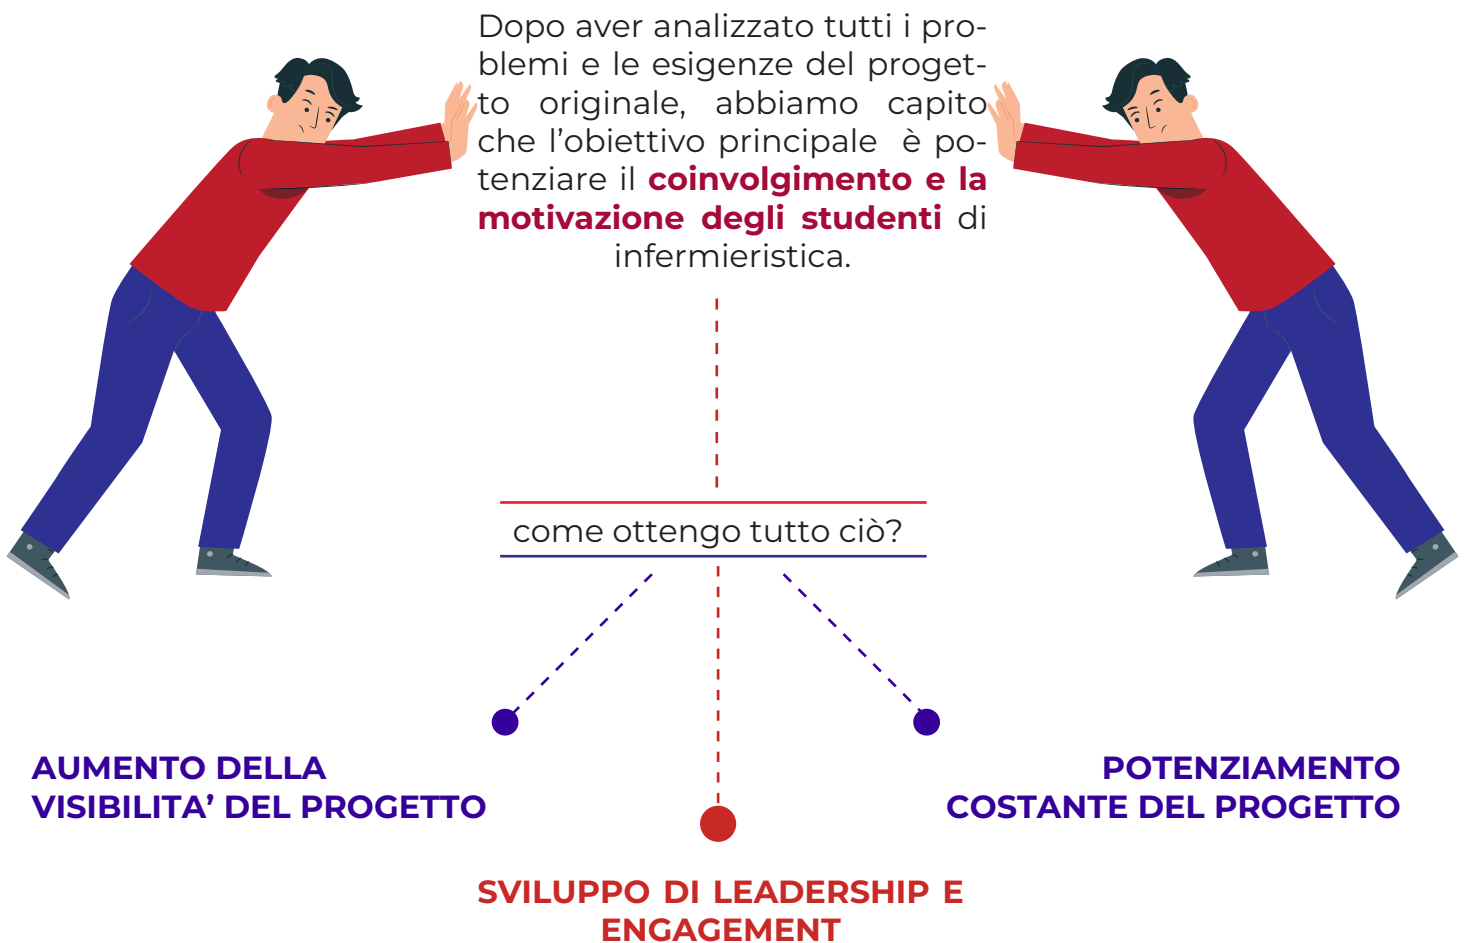 Dopo aver analizzato tutti i pro-
blemi e le esigenze del proget-
to originale, abbiamo capito
che l’obiettivo principale è po-
tenziare il coinvolgimento e la
motivazione degli studenti di
infermieristica.
come ottengo tutto ciò?
AUMENTO DELLA
VISIBILITA’ DEL PROGETTO
POTENZIAMENTO
COSTANTE DEL PROGETTO
SVILUPPO DI LEADERSHIP E
ENGAGEMENT